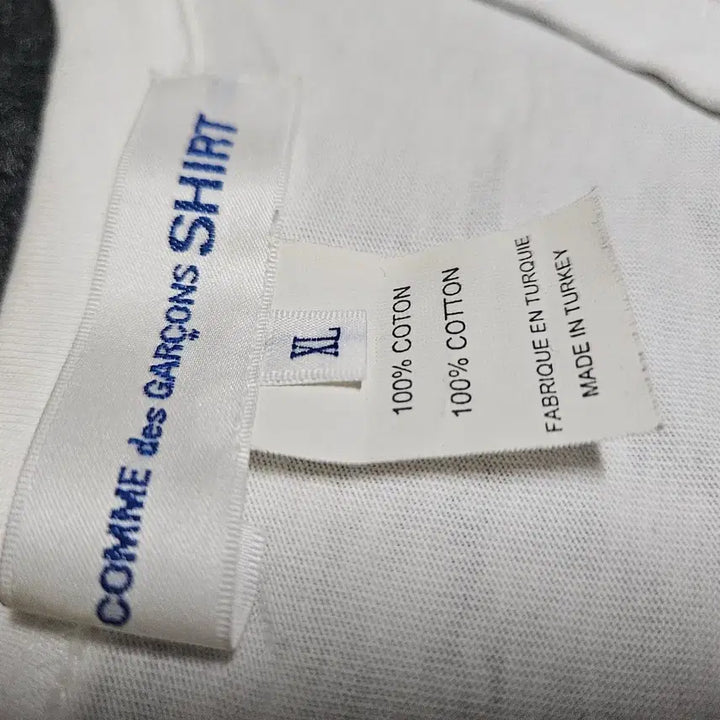 COMME des GARÇONS SHIRT
XL
100% COTON
100% COTTON
FABRIQUE EN TURQUIE
MADE IN TURKEY